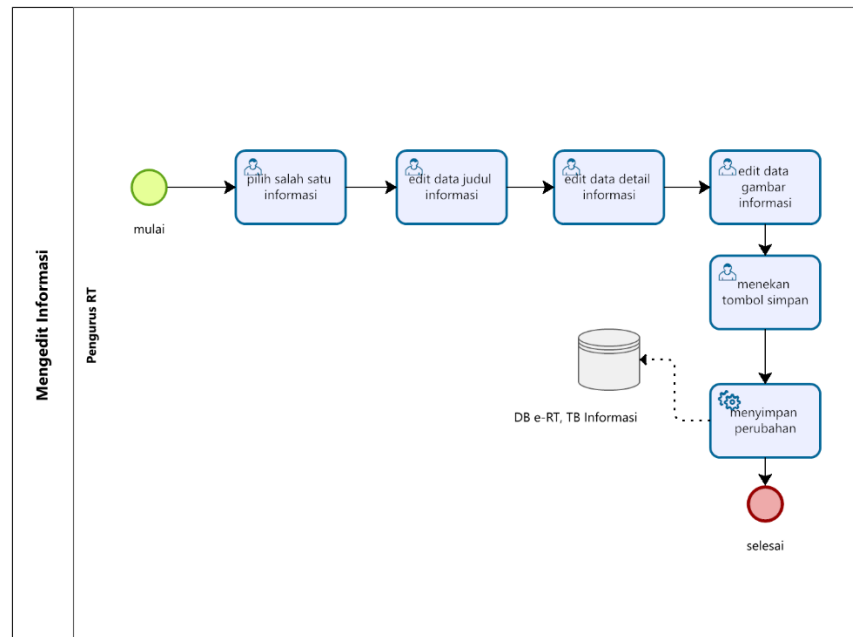 Mengedit Informasi
Pengurus RT
mulai
pilih salah satu
informasi
edit data judul
informasi
edit data detail
informasi
edit data
gambar
informasi
menekan
tombol simpan
DB e-RT, TB Informasi
menyimpan
perubahan
selesai